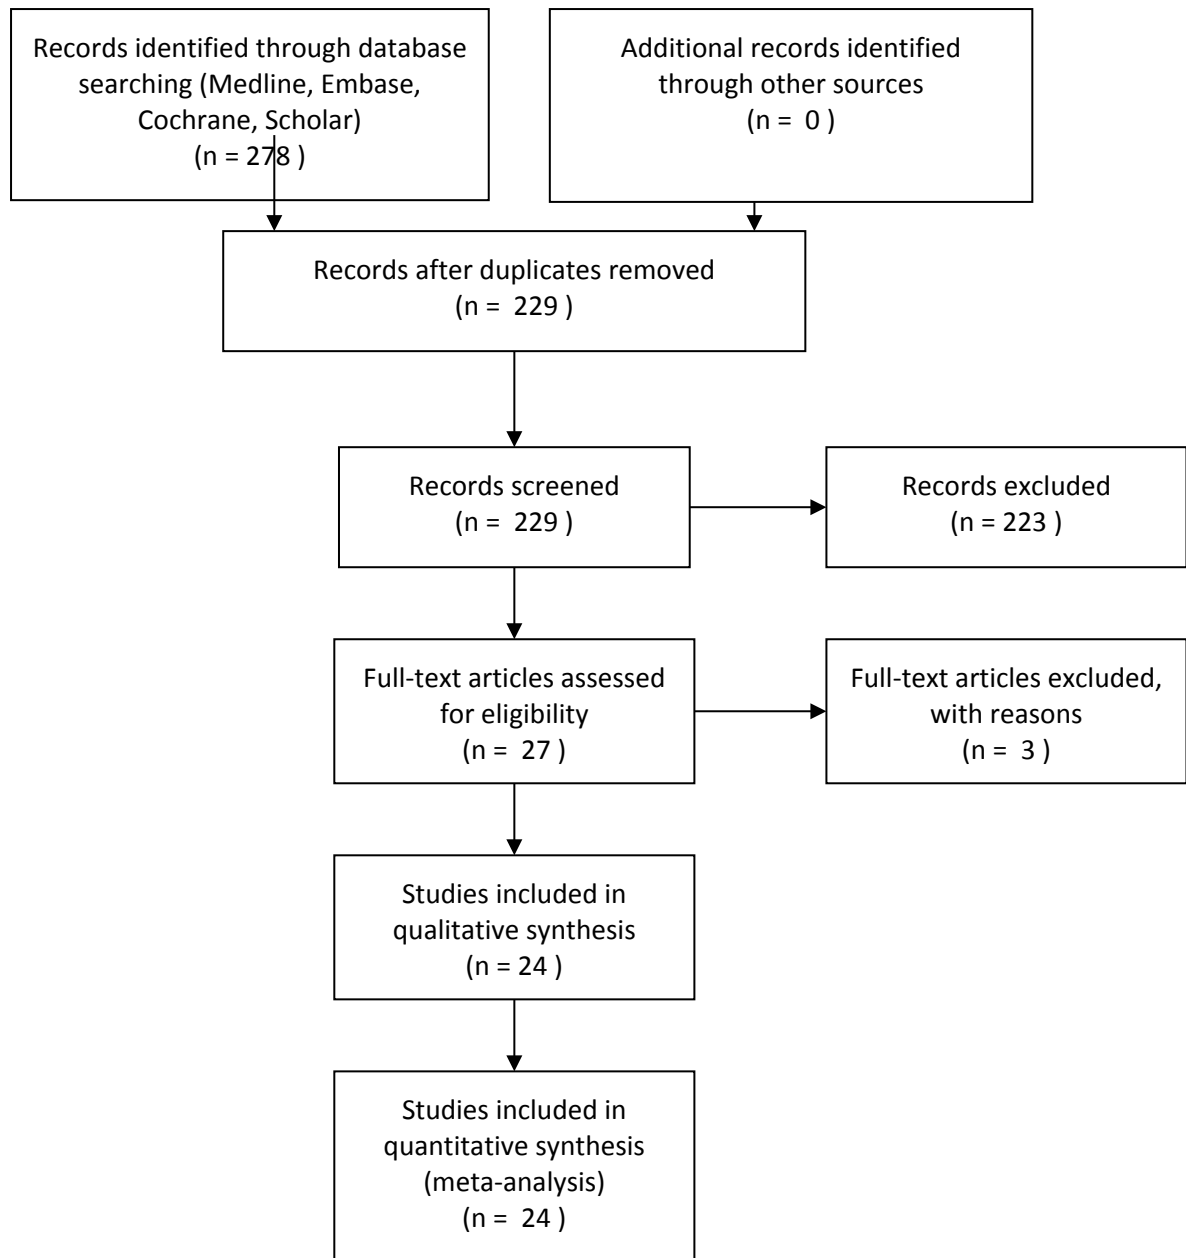 Records identified through database
searching (Medline, Embase,
Cochrane, Scholar)
(n = 278 )
Additional records identified
through other sources
(n = 0 )
Records after duplicates removed
(n = 229 )
Records screened
(n = 229 )
Records excluded
(n = 223 )
Full-text articles assessed
for eligibility
(n = 27 )
Full-text articles excluded,
with reasons
(n = 3 )
Studies included in
qualitative synthesis
(n = 24 )
Studies included in
quantitative synthesis
(meta-analysis)
(n = 24 )